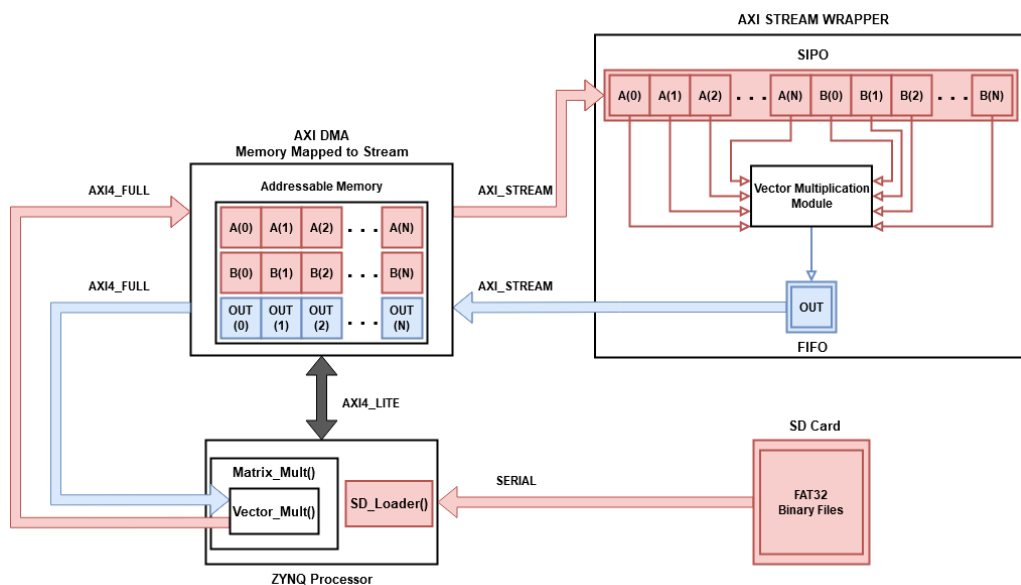 AXI STREAM WRAPPER
SIPO
A(0) A(1) A(2) . . . A(N) B(0) B(1) B(2) . . . B(N)
Vector Multiplication
Module
OUT
FIFO
AXI DMA
Memory Mapped to Stream
Addressable Memory
A(0) A(1) A(2) . . . A(N)
B(0) B(1) B(2) . . . B(N)
OUT OUT OUT . . . OUT
(0) (1) (2) (N)
AXI4_FULL
AXI_STREAM
AXI4_FULL
AXI_STREAM
AXI4_LITE
Matrix_Mult()
Vector_Mult()
SD_Loader()
ZYNQ Processor
SERIAL
SD Card
FAT32
Binary Files